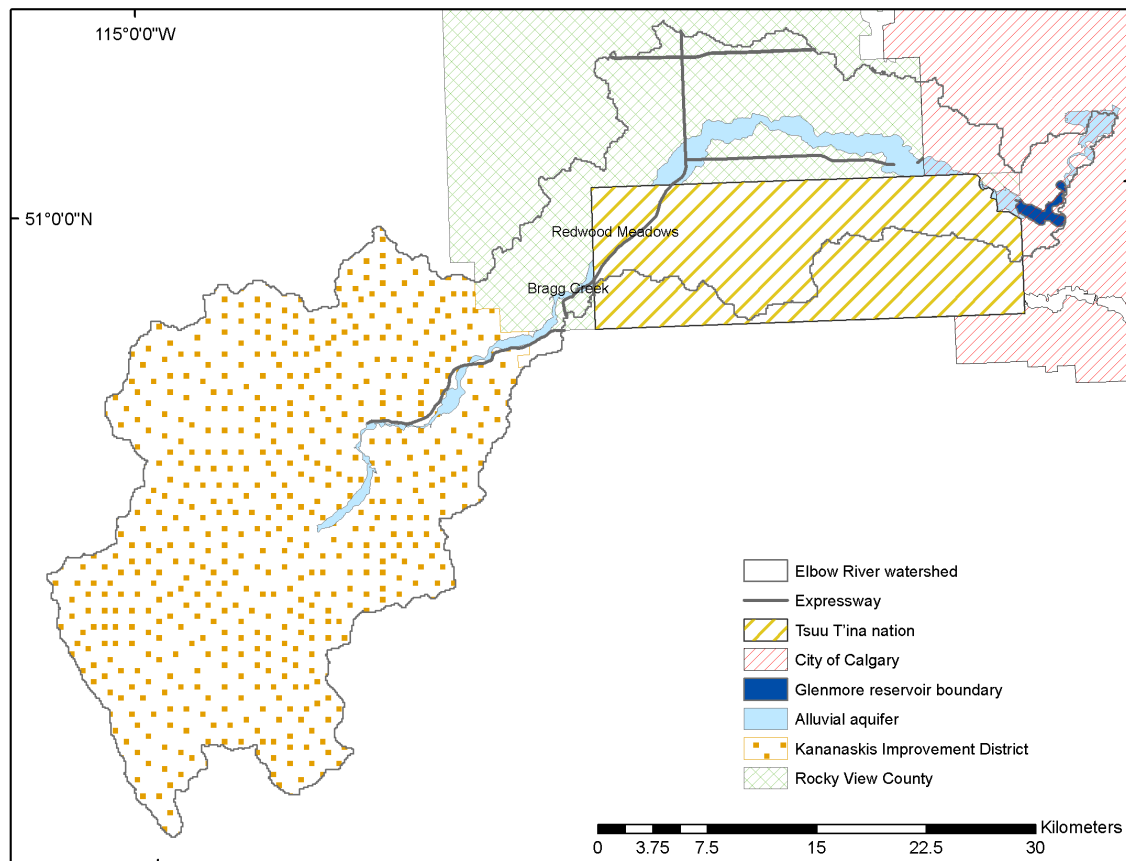 115°0'0"W
51°0'0"N
Redwood Meadows
Bragg Creek
Elbow River watershed
Expressway
Tsuu T'ina nation
City of Calgary
Glenmore reservoir boundary
Alluvial aquifer
Kananaskis Improvement District
Rocky View County
Kilometers
0 3.75 7.5 15 22.5 30